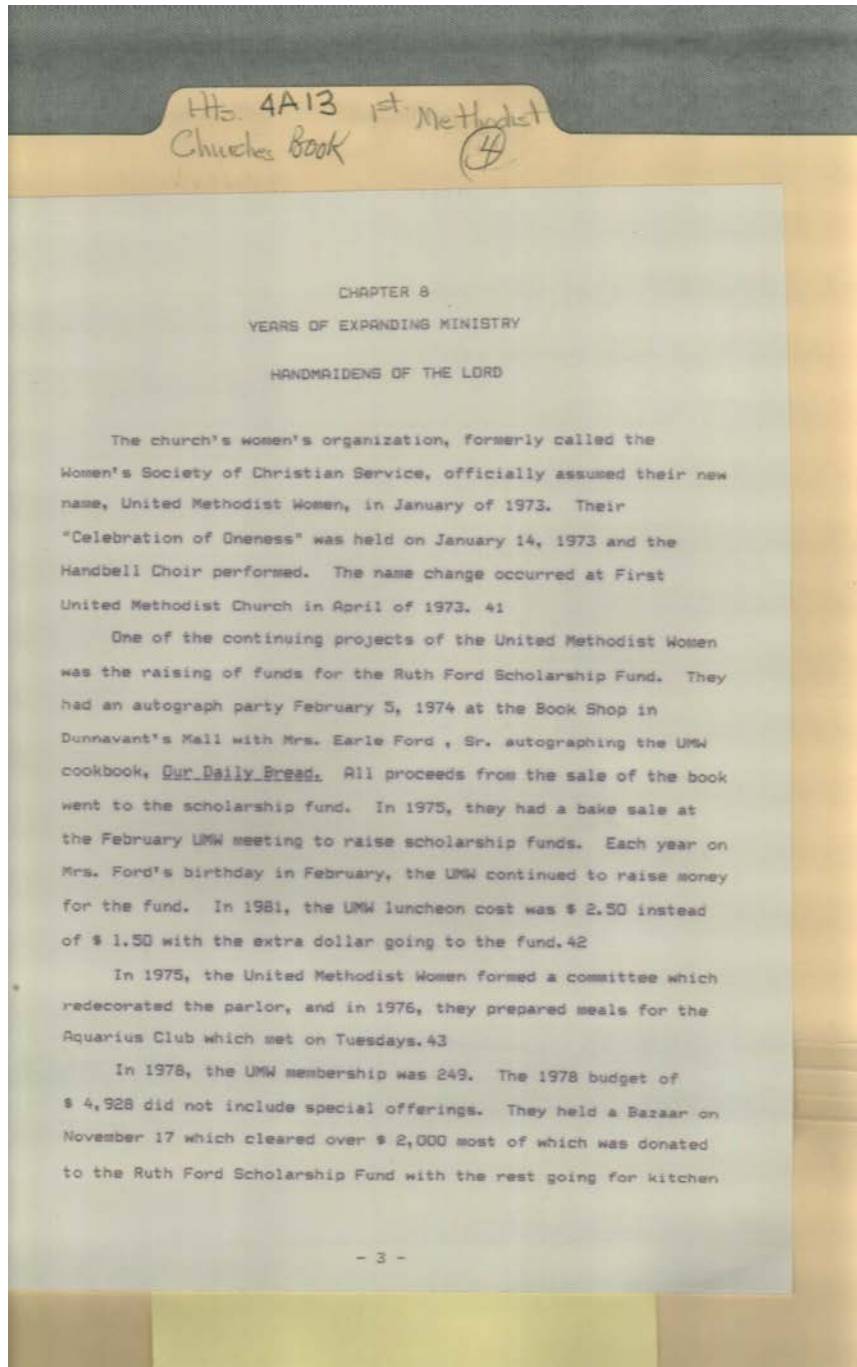 Hts. 4A13 1st. Methodist
Churches Book 4
CHAPTER 8
YEARS OF EXPANDING MINISTRY
HANDMAIDENS OF THE LORD
The church's women's organization, formerly called the
Women's Society of Christian Service, officially assumed their new
name, United Methodist Women, in January of 1973. Their
"Celebration of Oneness" was held on January 14, 1973 and the
Handbell Choir performed. The name change occurred at First
United Methodist Church in April of 1973. 41
One of the continuing projects of the United Methodist Women
was the raising of funds for the Ruth Ford Scholarship Fund. They
had an autograph party February 5, 1974 at the Book Shop in
Dunnavant's Mall with Mrs. Earle Ford , Sr. autographing the UMW
cookbook, Our Daily Bread. All proceeds from the sale of the book
went to the scholarship fund. In 1975, they had a bake sale at
the February UMW meeting to raise scholarship funds. Each year on
Mrs. Ford's birthday in February, the UMW continued to raise money
for the fund. In 1981, the UMW luncheon cost was $ 2.50 instead
of $ 1.50 with the extra dollar going to the fund.42
In 1975, the United Methodist Women formed a committee which
redecorated the parlor, and in 1976, they prepared meals for the
Aquarius Club which met on Tuesdays.43
In 1978, the UMW membership was 249. The 1978 budget of
$ 4,928 did not include special offerings. They held a Bazaar on
November 17 which cleared over $ 2,000 most of which was donated
to the Ruth Ford Scholarship Fund with the rest going for kitchen
- 3 -